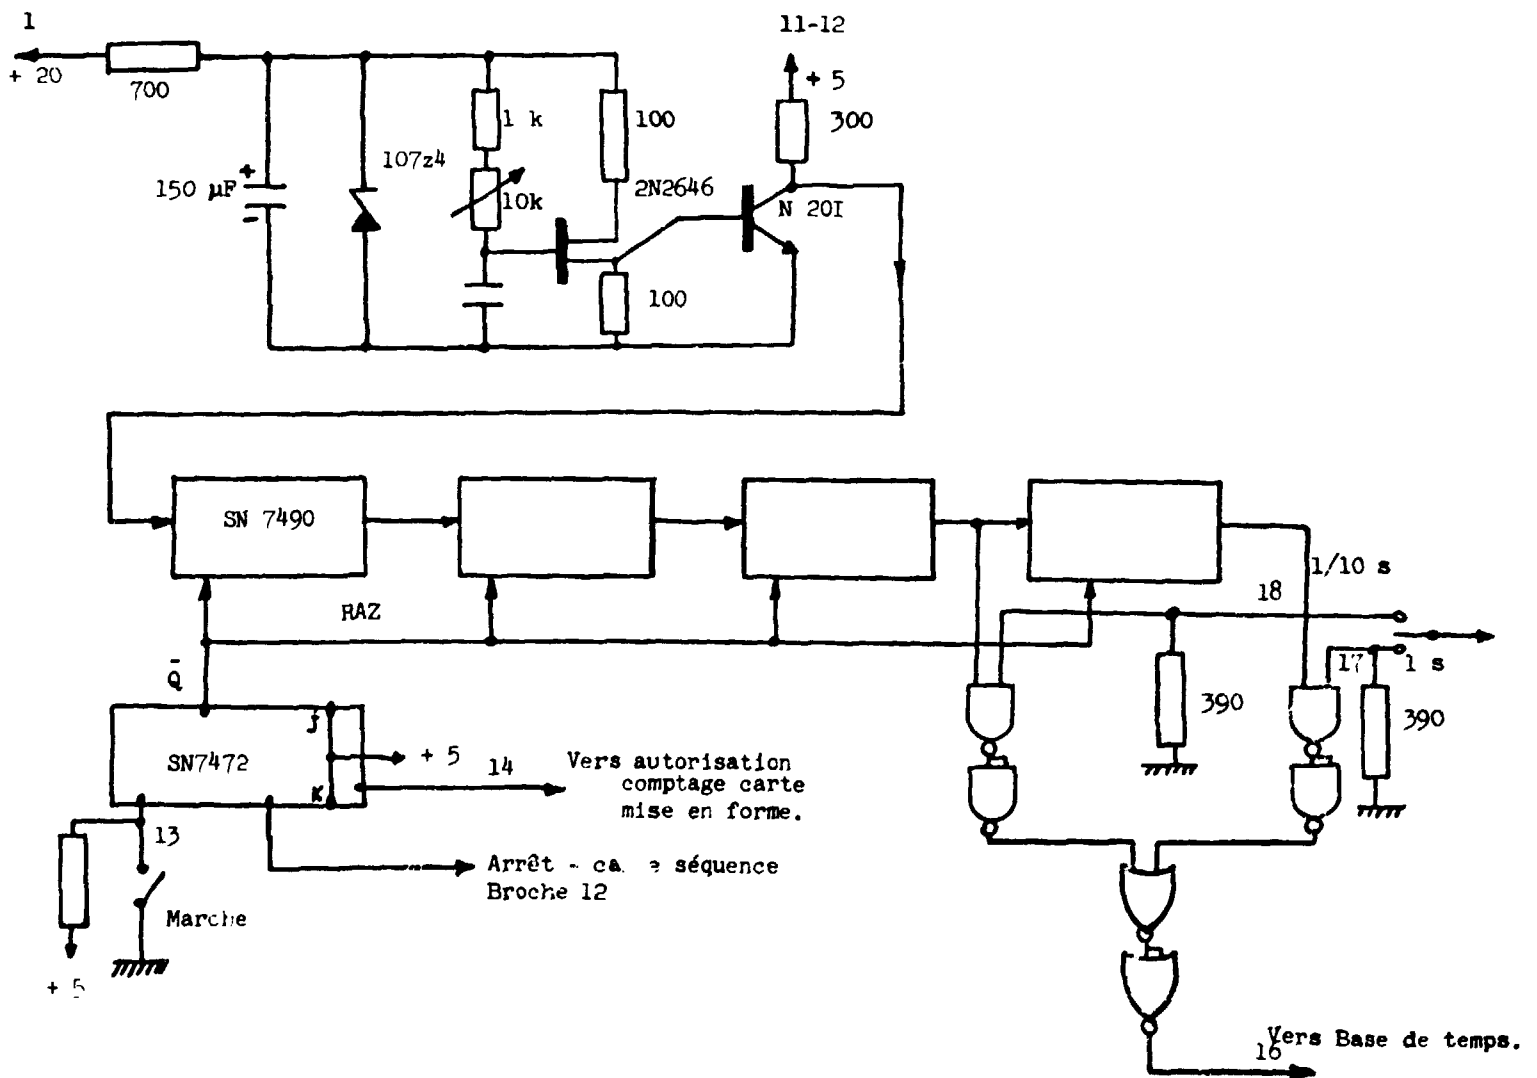 1
+ 20
700
150 µF
+
-
107z4
1 k
10k
100
2N2646
100
11-12
+ 5
300
N 20I
SN 7490
RAZ
Q̄
1/10 s
18
17
1 s
390
390
SN7472
J
K
+ 5
14
Vers autorisation
comptage carte
mise en forme.
13
Marche
+ 5
Arrêt - séquence
Broche 12
16
Vers Base de temps.